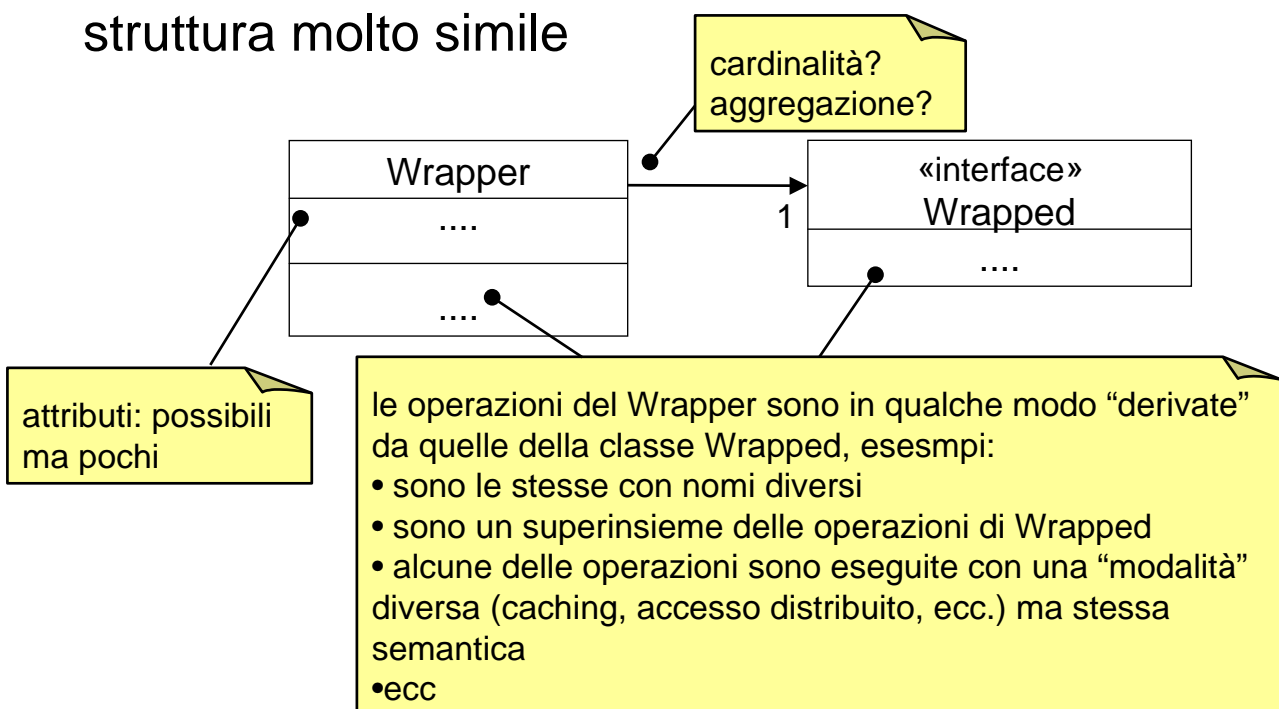 struttura molto simile
cardinalità?
aggregazione?
Wrapper
....
....
1
«interface»
Wrapped
....
attributi: possibili
ma pochi
le operazioni del Wrapper sono in qualche modo “derivate”
da quelle della classe Wrapped, esesmpi:
• sono le stesse con nomi diversi
• sono un superinsieme delle operazioni di Wrapped
• alcune delle operazioni sono eseguite con una “modalità”
diversa (caching, accesso distribuito, ecc.) ma stessa
semantica
•ecc